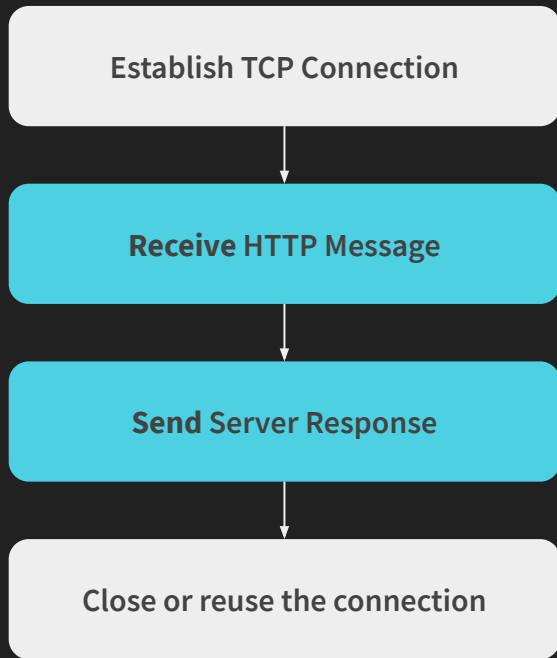 Establish TCP Connection
Receive HTTP Message
Send Server Response
Close or reuse the connection